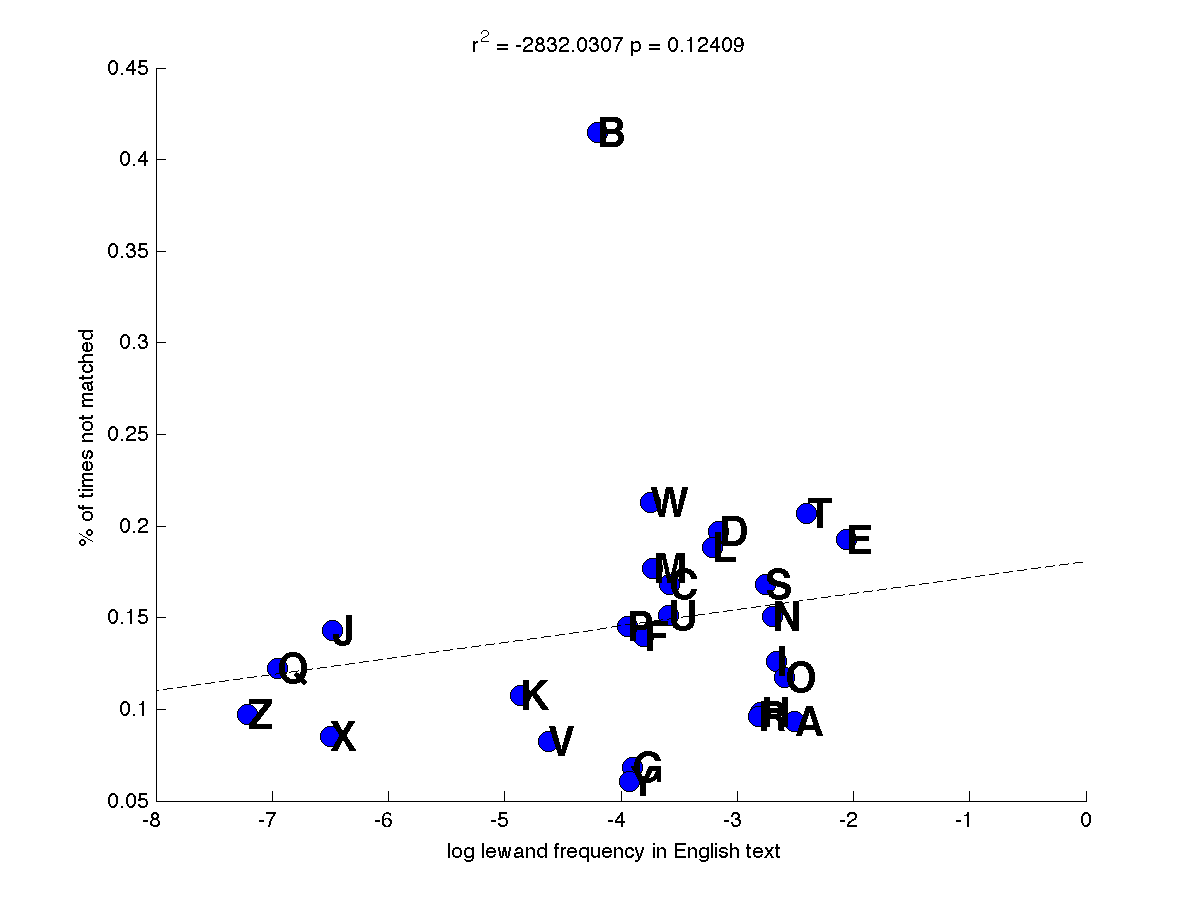 r2 = -2832.0307 p = 0.12409
0.45
0.4
0.35
0.3
0.25
0.2
0.15
0.1
0.05
% of times not matched
B
W
T
D
E
L
M
C
S
U
N
P
F
J
I
Q
O
K
H
R
A
Z
X
V
G
Y
-8 -7 -6 -5 -4 -3 -2 -1 0
log lewand frequency in English text